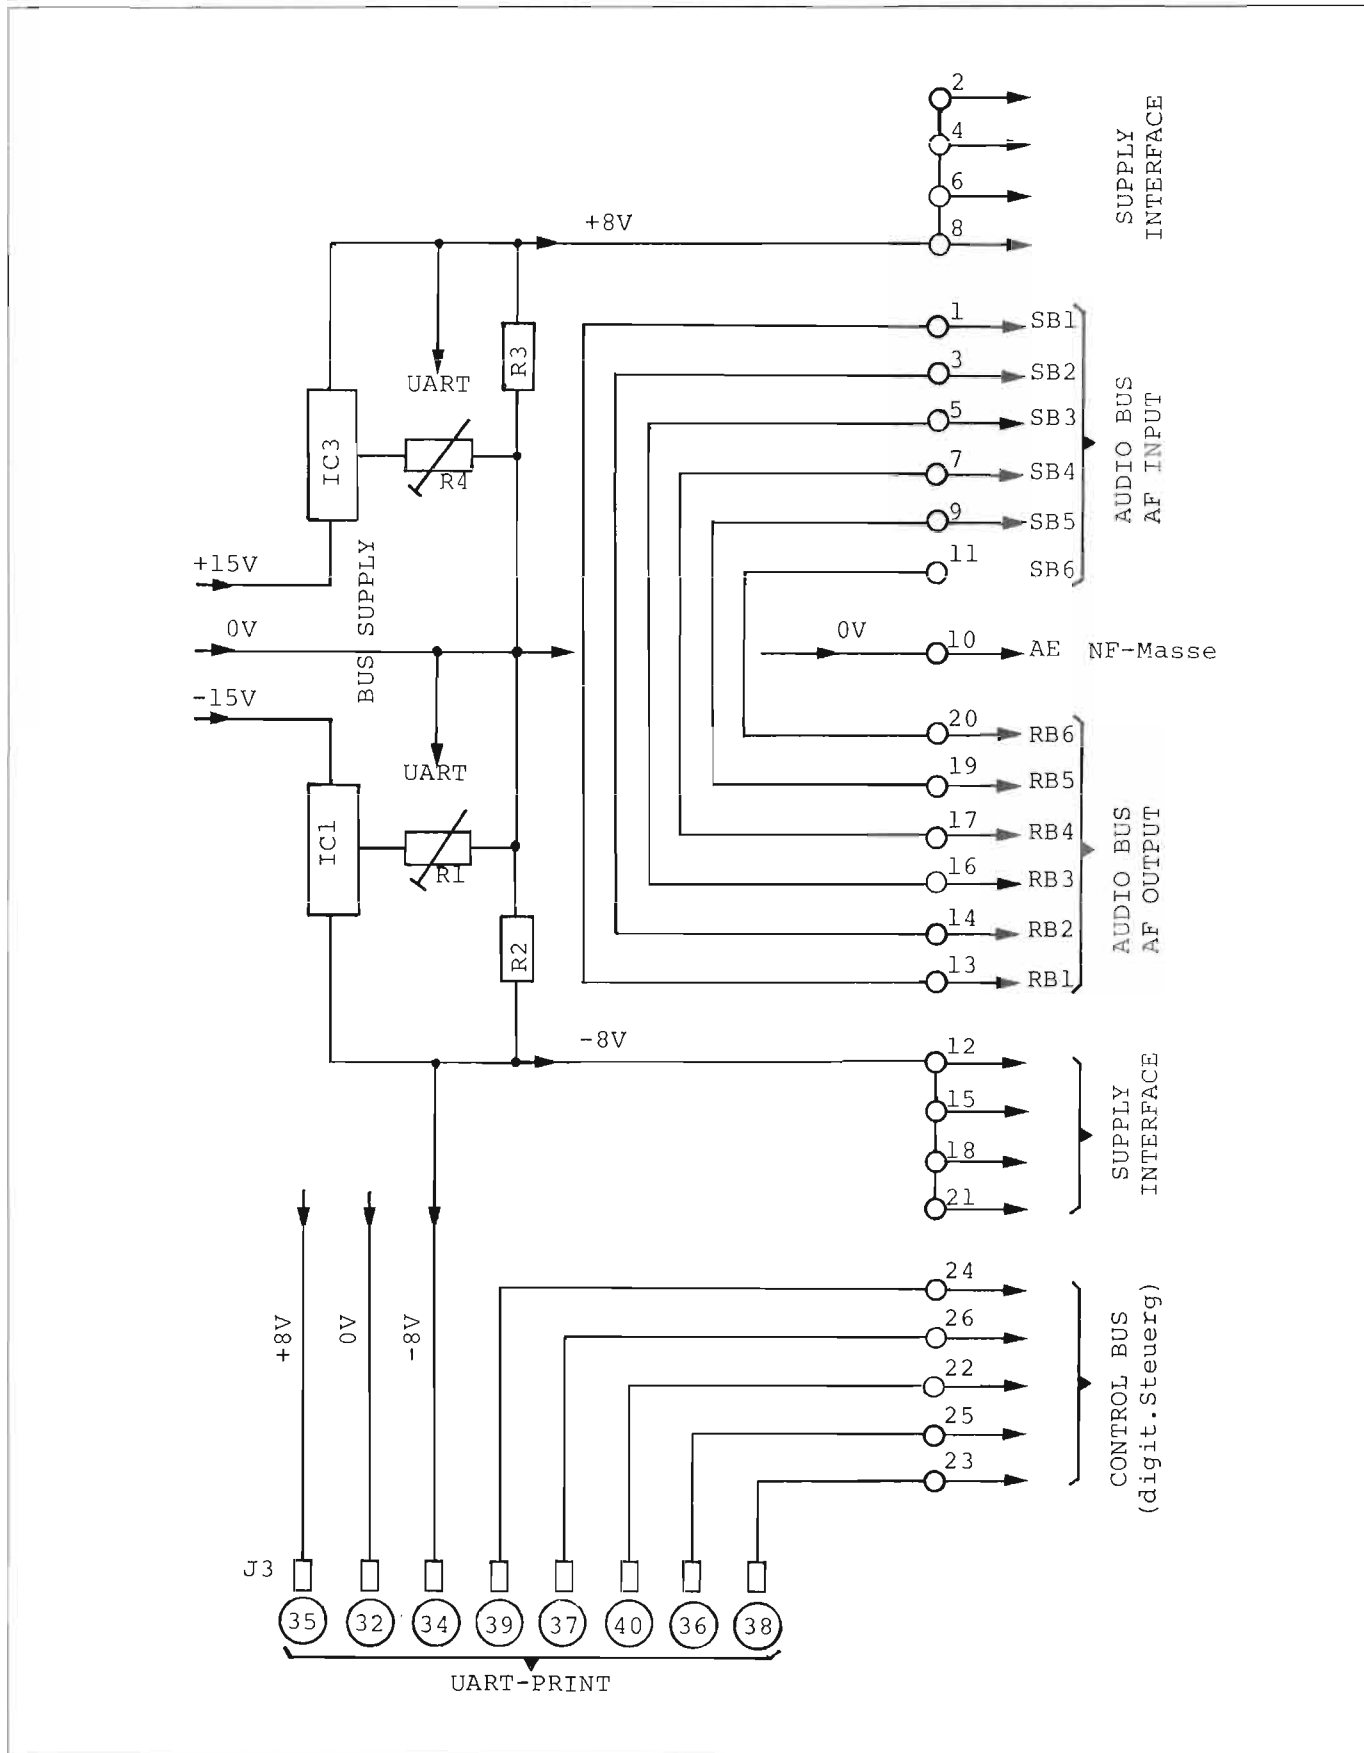 2
4
SUPPLY
INTERFACE
6
+8V
8
1
SB1
R3
UART
3
SB2
5
SB3
AUDIO BUS
AF INPUT
IC3
R4
7
SB4
9
SB5
+15V
11
SB6
BUS SUPPLY
0V
0V
10
AE
NF-Masse
-15V
20
RB6
UART
19
RB5
IC1
R1
17
RB4
AUDIO BUS
AF OUTPUT
16
RB3
R2
14
RB2
13
RB1
-8V
12
15
SUPPLY
INTERFACE
18
21
24
+8V
0V
-8V
26
22
CONTROL BUS
(digit.Steuerg)
25
23
J3
35
32
34
39
37
40
36
38
UART-PRINT